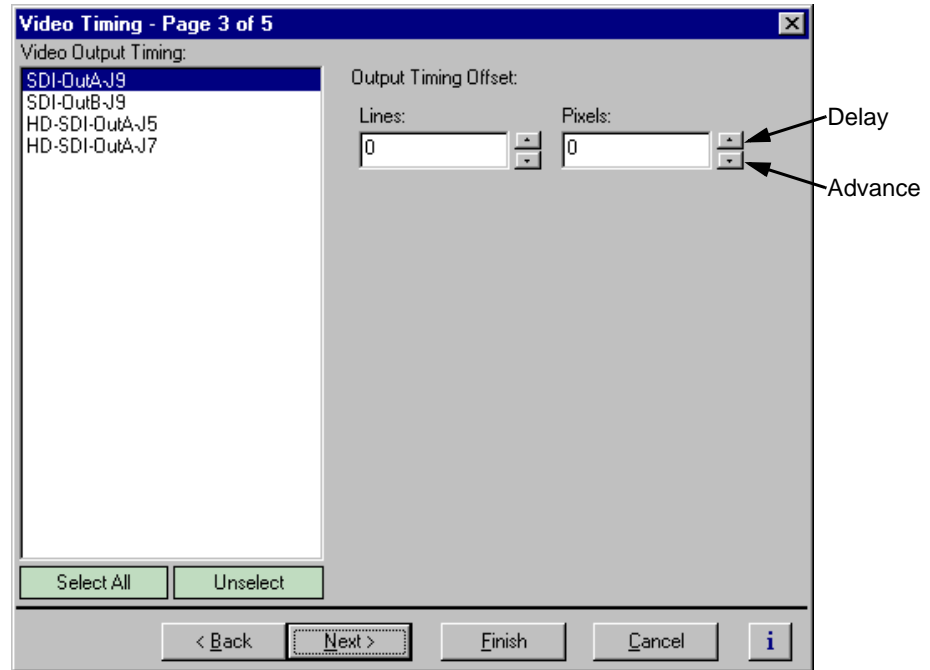 Video Timing - Page 3 of 5
Video Output Timing:
SDI-OutA-J9
SDI-OutB-J9
HD-SDI-OutA-J5
HD-SDI-OutA-J7
Output Timing Offset:
Lines: Pixels:
0 0
Delay
Advance
Select All Unselect
< Back Next > Finish Cancel i